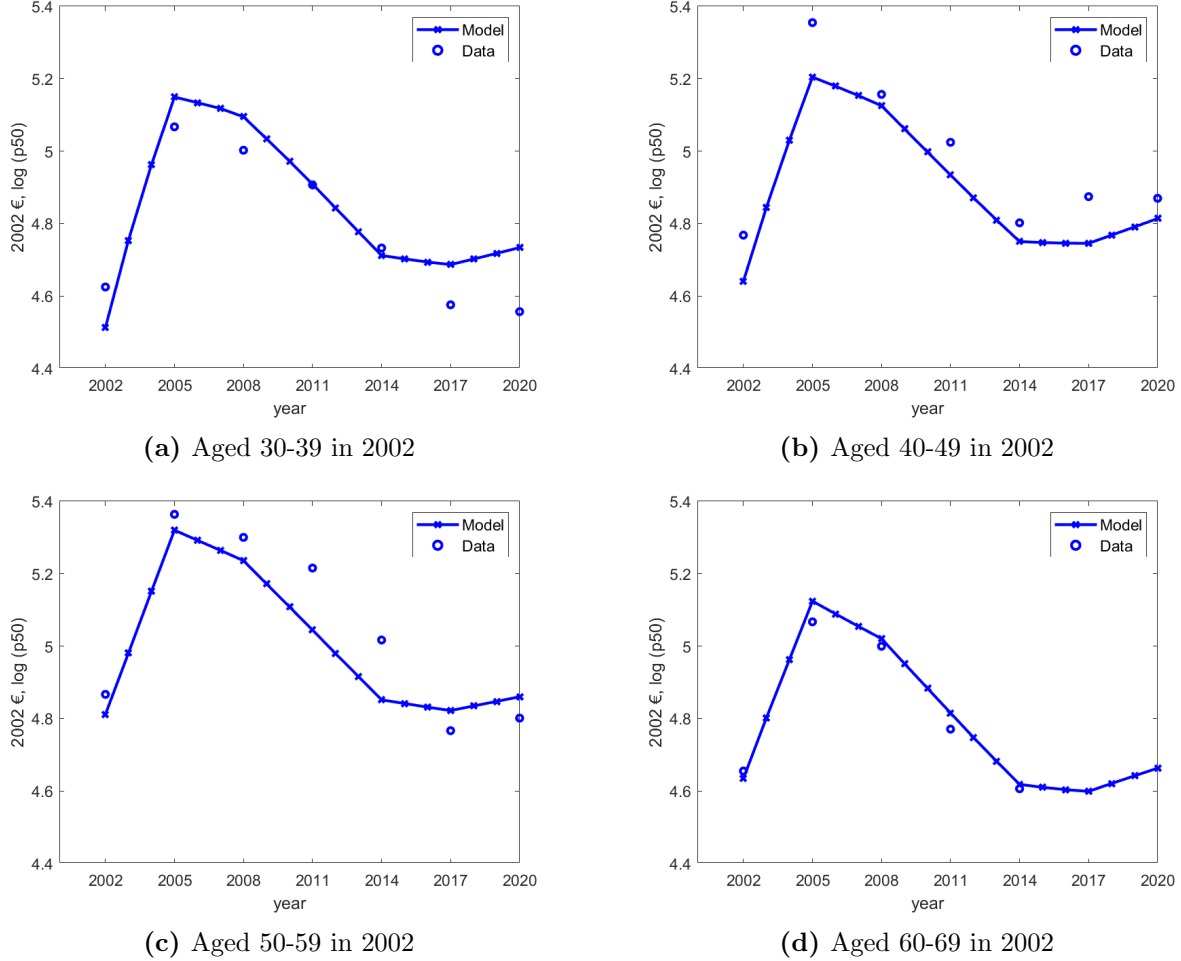 5.4
5.2
5
4.8
4.6
4.4
2002 €, log (p50)
2002 2005 2008 2011 2014 2017 2020
year
Model
Data
(a) Aged 30-39 in 2002
5.4
5.2
5
4.8
4.6
4.4
2002 €, log (p50)
2002 2005 2008 2011 2014 2017 2020
year
Model
Data
(b) Aged 40-49 in 2002
5.4
5.2
5
4.8
4.6
4.4
2002 €, log (p50)
2002 2005 2008 2011 2014 2017 2020
year
Model
Data
(c) Aged 50-59 in 2002
5.4
5.2
5
4.8
4.6
4.4
2002 €, log (p50)
2002 2005 2008 2011 2014 2017 2020
year
Model
Data
(d) Aged 60-69 in 2002